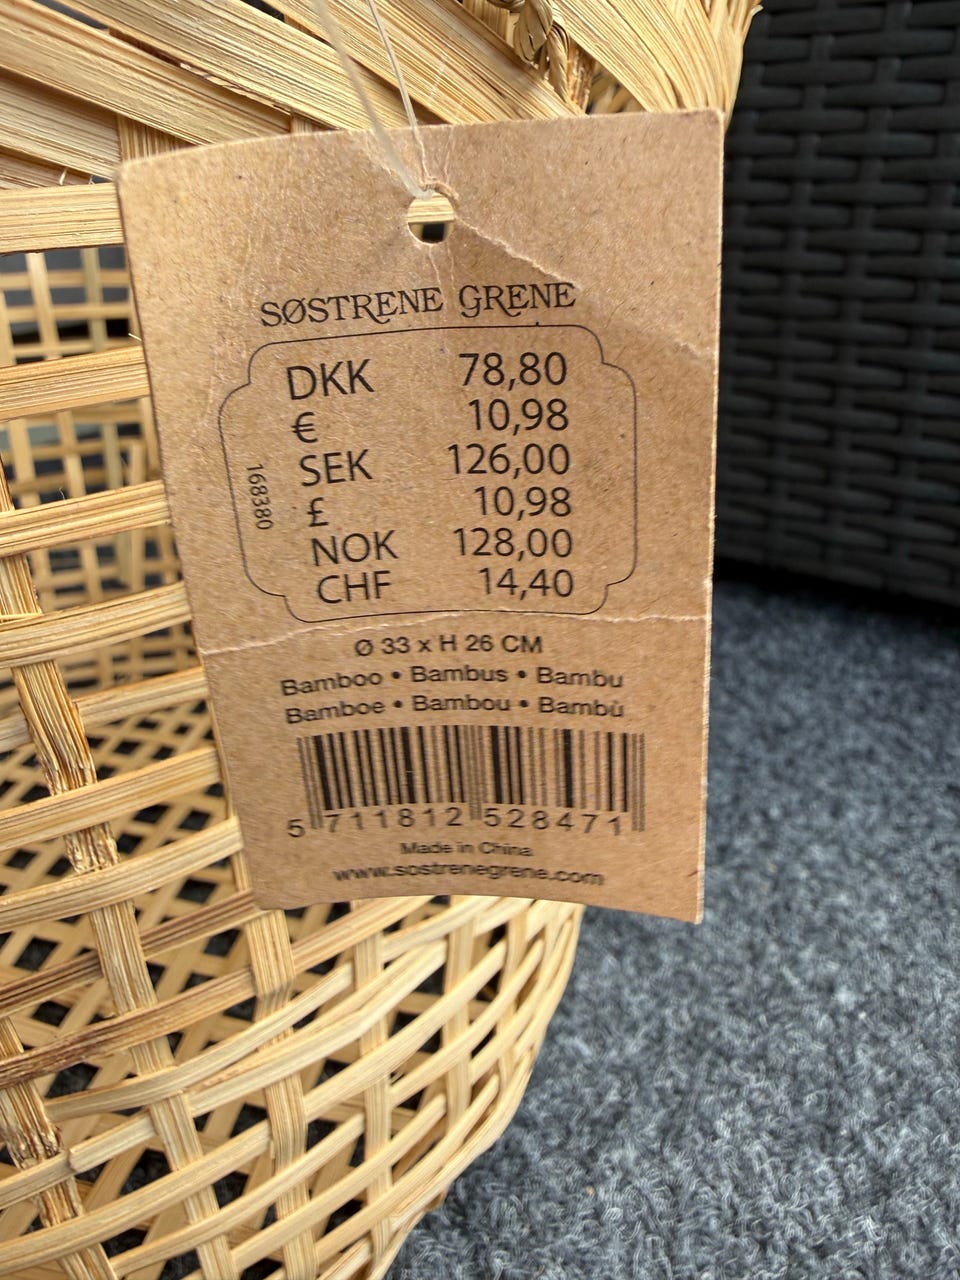 SØSTRENE GRENE
DKK 78,80
€ 10,98
SEK 126,00
£ 10,98
NOK 128,00
CHF 14,40
168380
Ø 33 x H 26 CM
Bamboo • Bambus • Bambu
Bamboe • Bambou • Bambù
5 711812 528471
Made in China
www.sostrenegrene.com